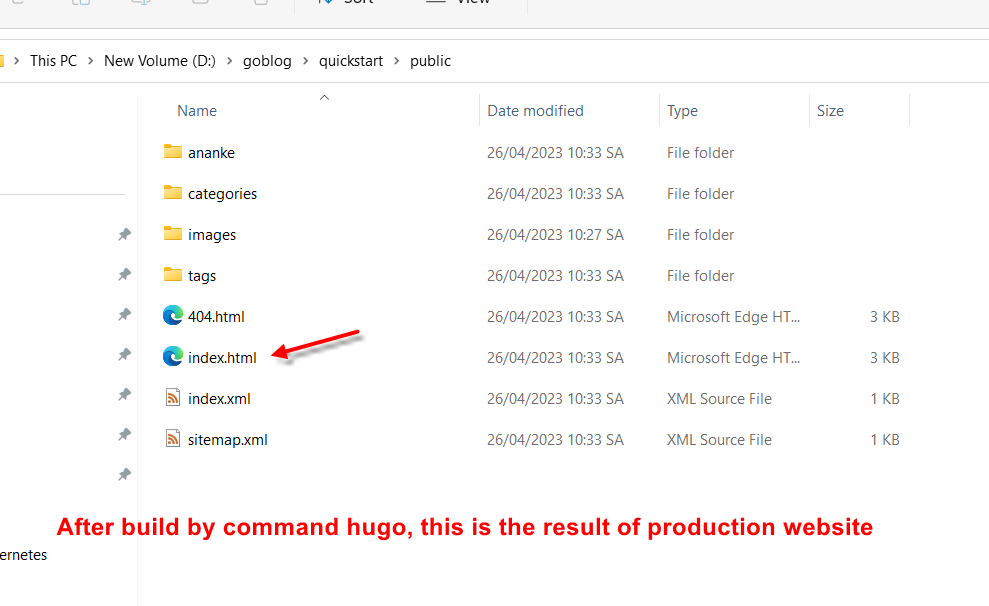 Sort
View
This PC > New Volume (D:) > goblog > quickstart > public
Name Date modified Type Size
ananke 26/04/2023 10:33 SA File folder
categories 26/04/2023 10:33 SA File folder
images 26/04/2023 10:27 SA File folder
tags 26/04/2023 10:33 SA File folder
404.html 26/04/2023 10:33 SA Microsoft Edge HT... 3 KB
index.html 26/04/2023 10:33 SA Microsoft Edge HT... 3 KB
index.xml 26/04/2023 10:33 SA XML Source File 1 KB
sitemap.xml 26/04/2023 10:33 SA XML Source File 1 KB
After build by command hugo, this is the result of production website
ernetes